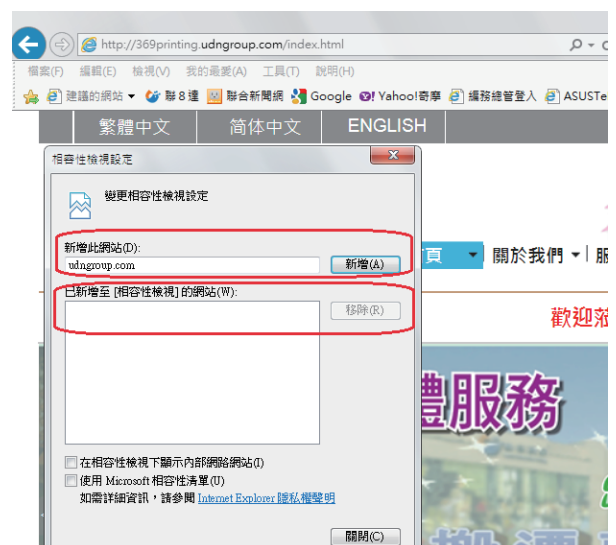 http://369printing.udngroup.com/index.html
檔案(F) 編輯(E) 檢視(V) 我的最愛(A) 工具(T) 說明(H)
建議的網站 聯8達 聯合新聞網 Google Yahoo!奇摩 編務總管登入 ASUSTe
繁體中文 简体中文 ENGLISH
相容性檢視設定
變更相容性檢視設定
新增此網站(D):
udngroup.com 新增(A)
頁 關於我們 服
已新增至 [相容性檢視] 的網站(W):
移除(R)
歡迎蒞
體服務
在相容性檢視下顯示內部網路網站(I)
使用 Microsoft 相容性清單(U)
如需詳細資訊，請參閱 Internet Explorer 隱私權聲明
關閉(C)